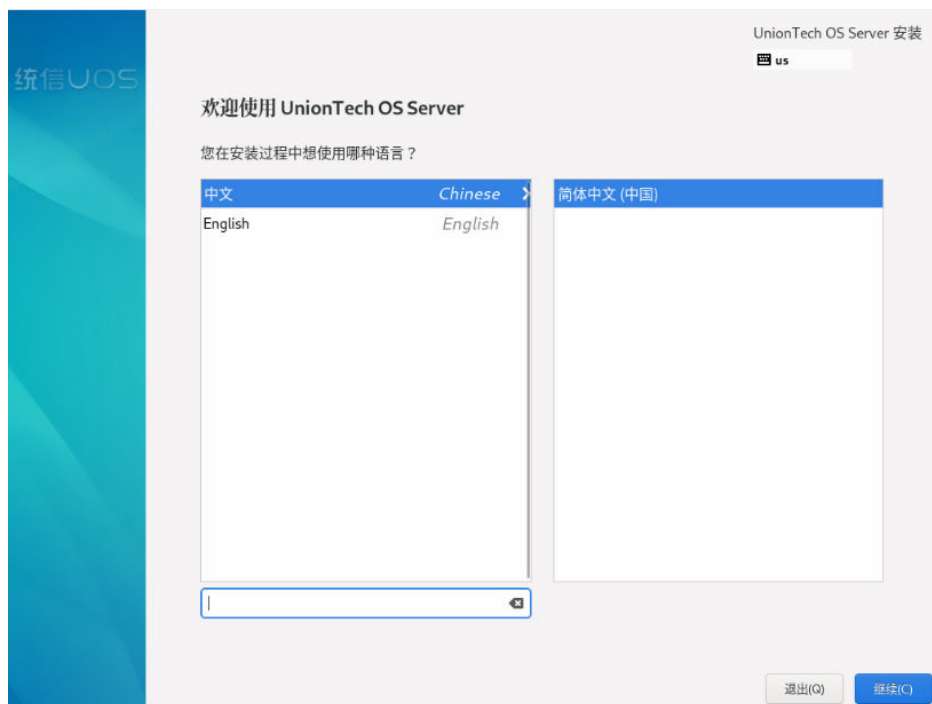 UnionTech OS Server 安装
us
统信UOS
欢迎使用 UnionTech OS Server
您在安装过程中想使用哪种语言？
中文 Chinese
English English
简体中文 (中国)
退出(Q)
继续(C)